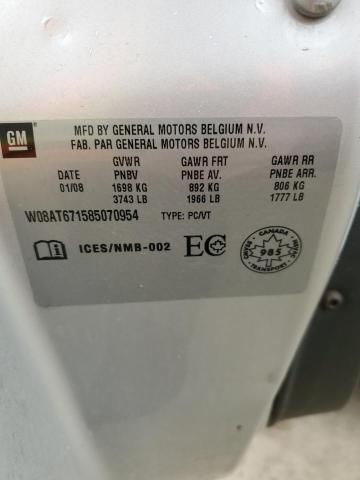 GM
MFD BY GENERAL MOTORS BELGIUM N.V.
FAB. PAR GENERAL MOTORS BELGIUM N.V.
GVWR GAWR FRT GAWR RR
DATE PNBV PNBE AV. PNBE ARR.
01/08 1698 KG 892 KG 806 KG
3743 LB 1966 LB 1777 LB
W08AT671585070954 TYPE: PC/VT
ICES/NMB-002 EC
CANADA
985
TRANSPORT